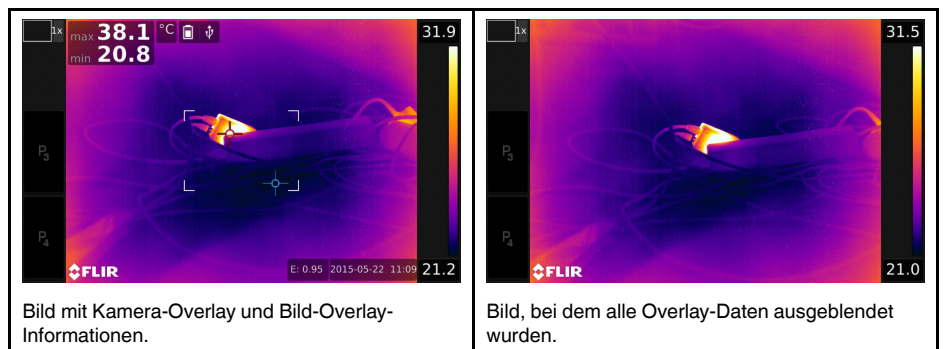 1x
max 38.1 °C
min 20.8
31.9
P3
P4
FLIR
E: 0.95 2015-05-22 11:09
21.2
Bild mit Kamera-Overlay und Bild-Overlay-
Informationen.
1x
31.5
P3
P4
FLIR
21.0
Bild, bei dem alle Overlay-Daten ausgeblendet
wurden.